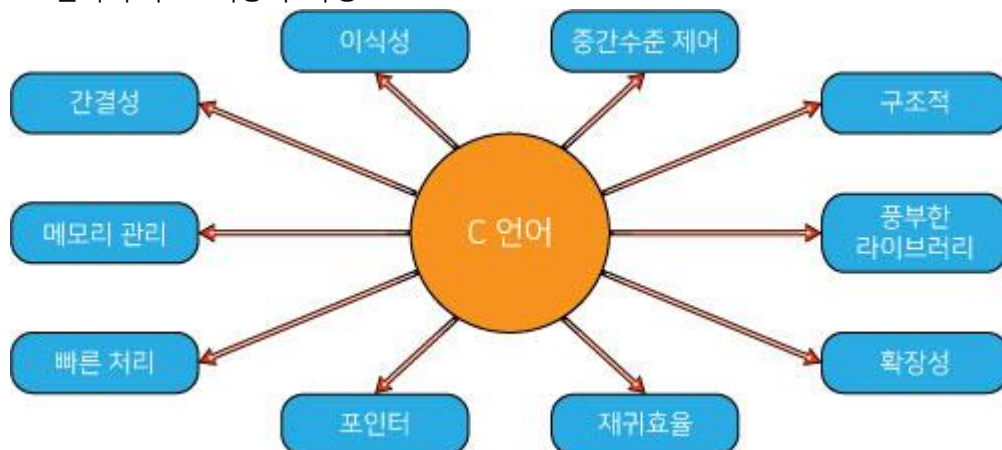 이식성
중간수준 제어
간결성
구조적
메모리 관리
C 언어
풍부한
라이브러리
빠른 처리
확장성
포인터
재귀효율